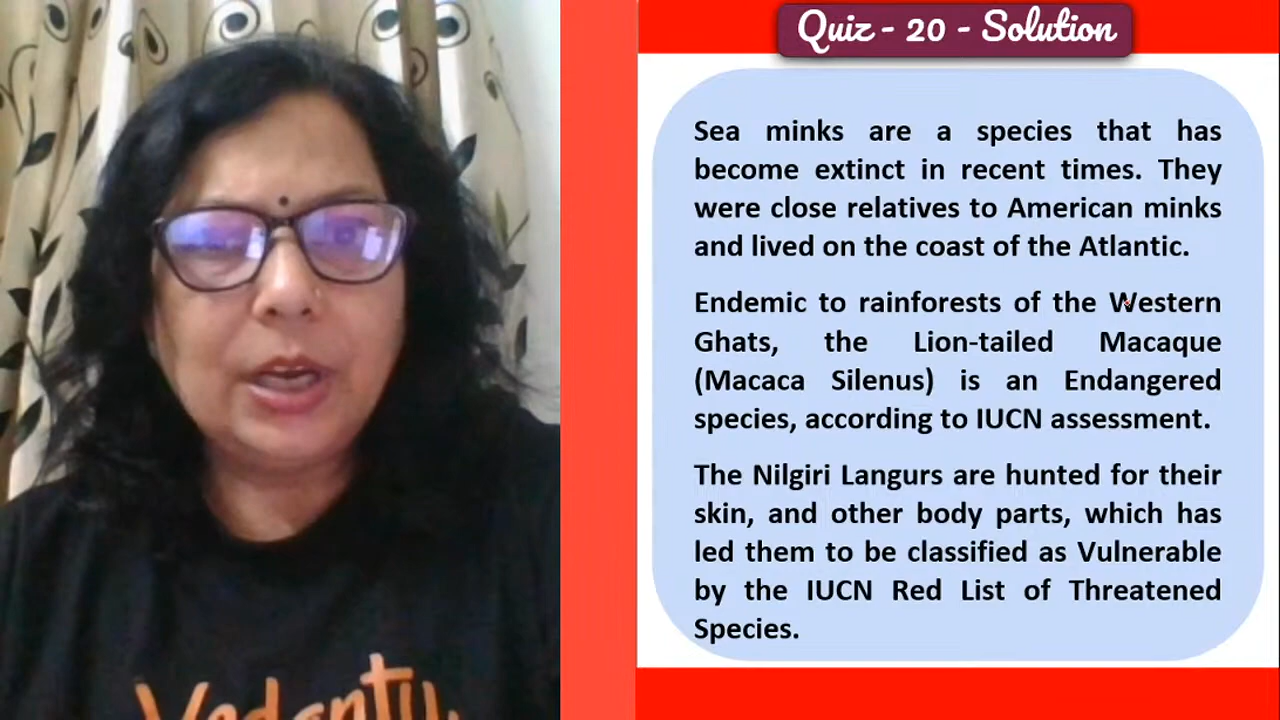 Quiz - 20 - Solution
Sea minks are a species that has
become extinct in recent times. They
were close relatives to American minks
and lived on the coast of the Atlantic.
Endemic to rainforests of the Western
Ghats, the Lion-tailed Macaque
(Macaca Silenus) is an Endangered
species, according to IUCN assessment.
The Nilgiri Langurs are hunted for their
skin, and other body parts, which has
led them to be classified as Vulnerable
by the IUCN Red List of Threatened
Species.